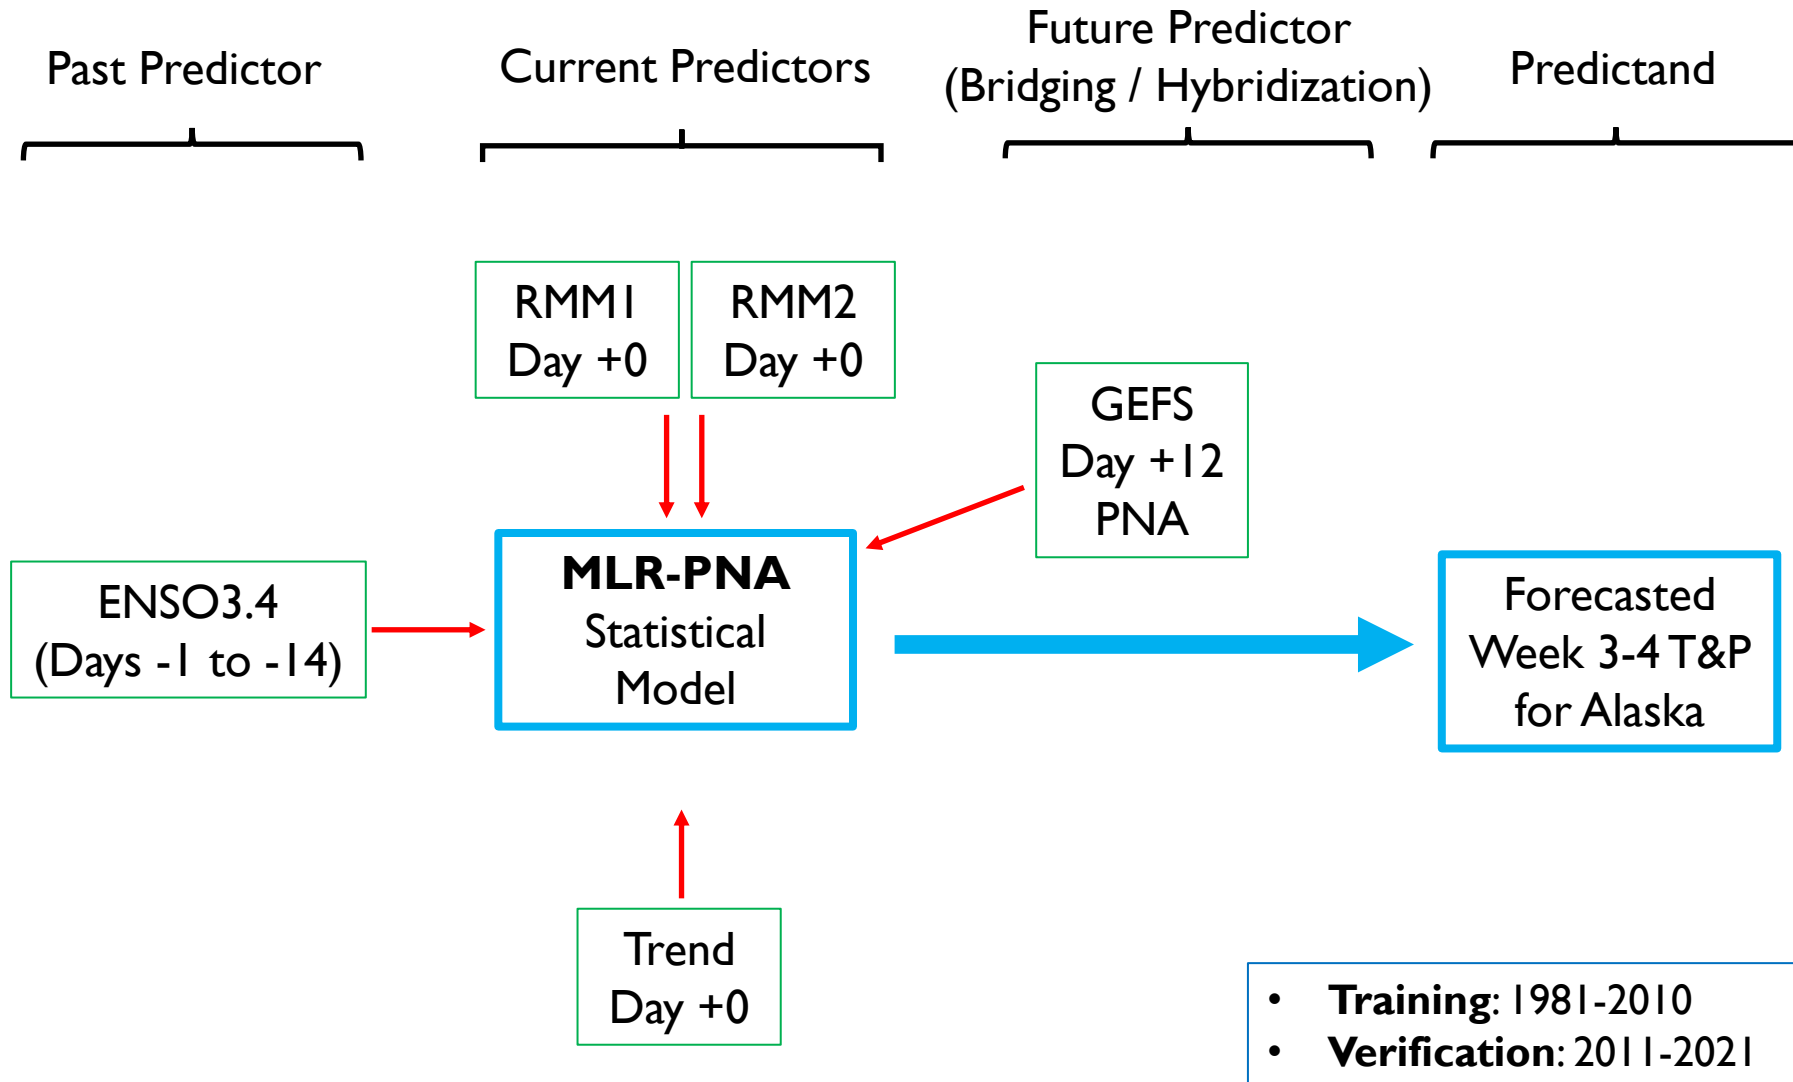 Past Predictor
Current Predictors
Future Predictor
(Bridging / Hybridization)
Predictand
RMM1
Day +0
RMM2
Day +0
GEFS
Day +12
PNA
ENSO3.4
(Days -1 to -14)
MLR-PNA
Statistical
Model
Forecasted
Week 3-4 T&P
for Alaska
Trend
Day +0
• Training: 1981-2010
• Verification: 2011-2021